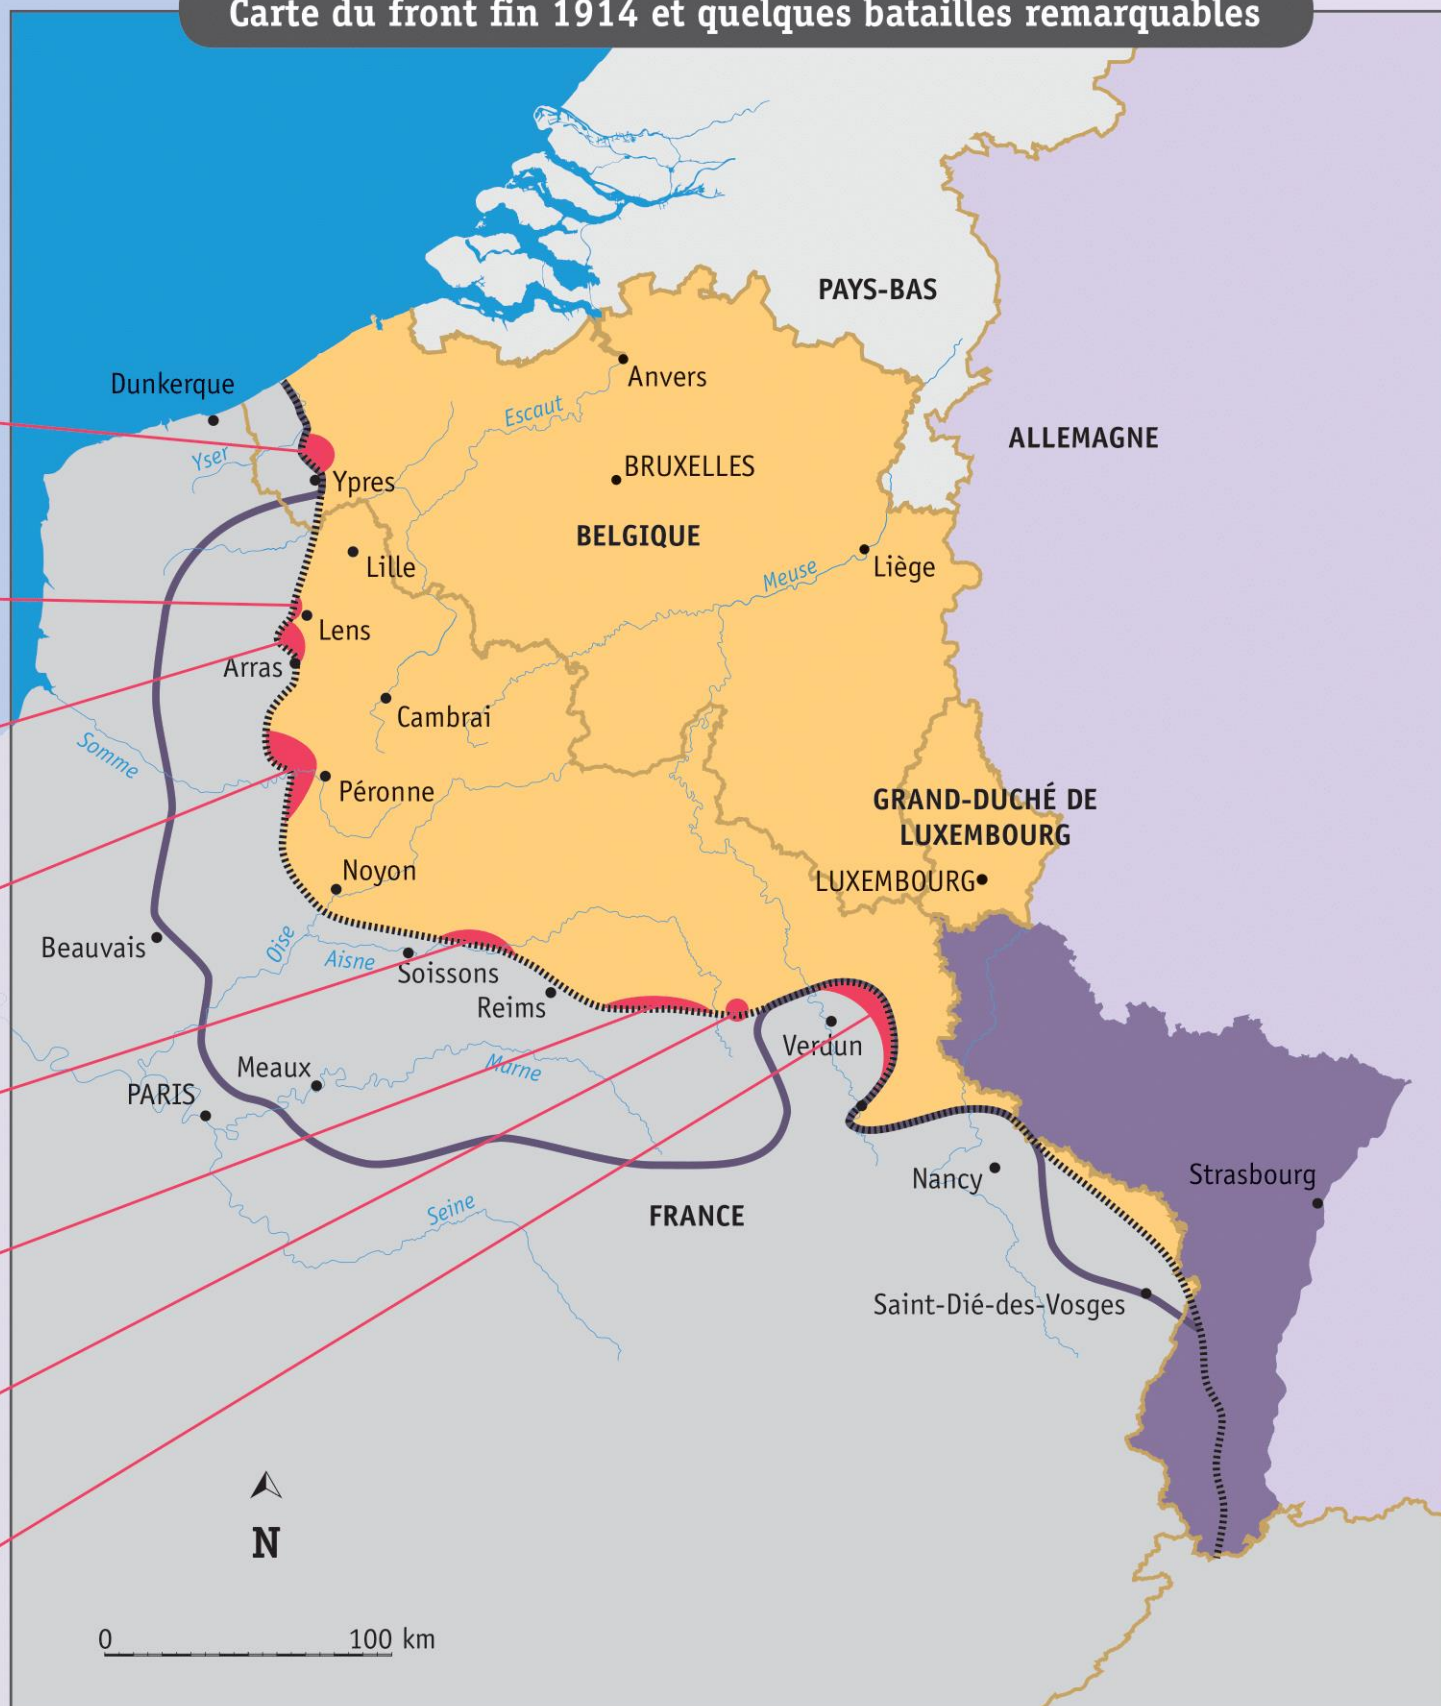 Carte du front fin 1914 et quelques batailles remarquables
PAYS-BAS
Dunkerque
Anvers
Escaut
ALLEMAGNE
Yser
Ypres
BRUXELLES
BELGIQUE
Lille
Meuse
Liège
Lens
Arras
Cambrai
Somme
Péronne
GRAND-DUCHÉ DE
LUXEMBOURG
Noyon
LUXEMBOURG
Beauvais
Oise
Aisne
Soissons
Reims
Verdun
Meaux
Marne
PARIS
Nancy
Strasbourg
Seine
FRANCE
Saint-Dié-des-Vosges
N
0
100 km